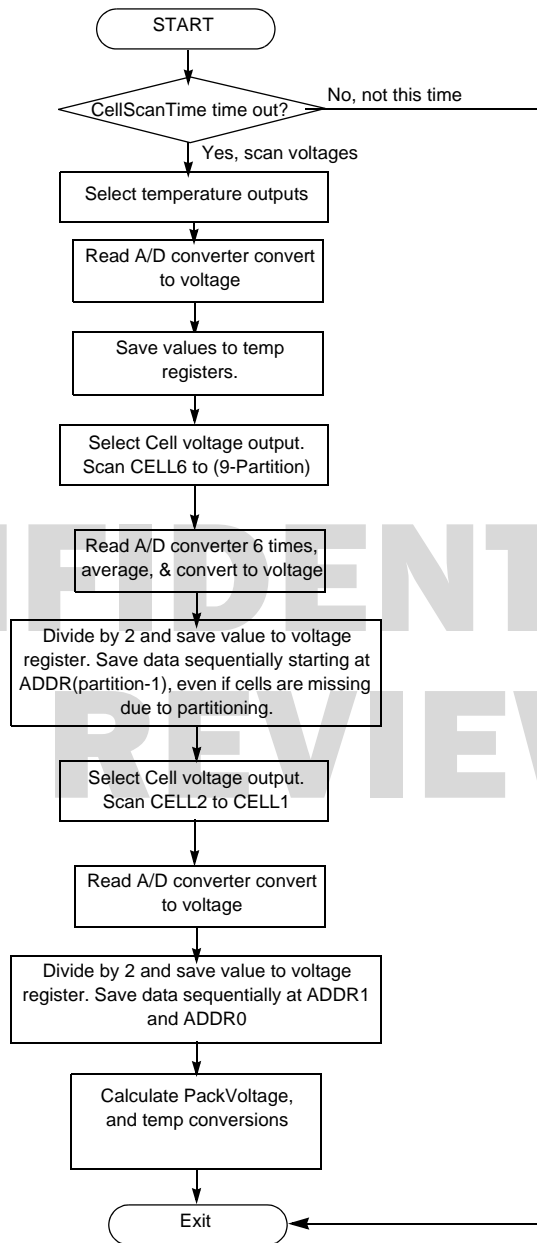 START
CellScanTime time out?
No, not this time
Yes, scan voltages
Select temperature outputs
Read A/D converter convert
to voltage
Save values to temp
registers.
Select Cell voltage output.
Scan CELL6 to (9-Partition)
Read A/D converter 6 times,
average, & convert to voltage
Divide by 2 and save value to voltage
register. Save data sequentially starting at
ADDR(partition-1), even if cells are missing
due to partitioning.
Select Cell voltage output.
Scan CELL2 to CELL1
Read A/D converter convert
to voltage
Divide by 2 and save value to voltage
register. Save data sequentially at ADDR1
and ADDR0
Calculate PackVoltage,
and temp conversions
Exit
NFIDENT
REVIEW